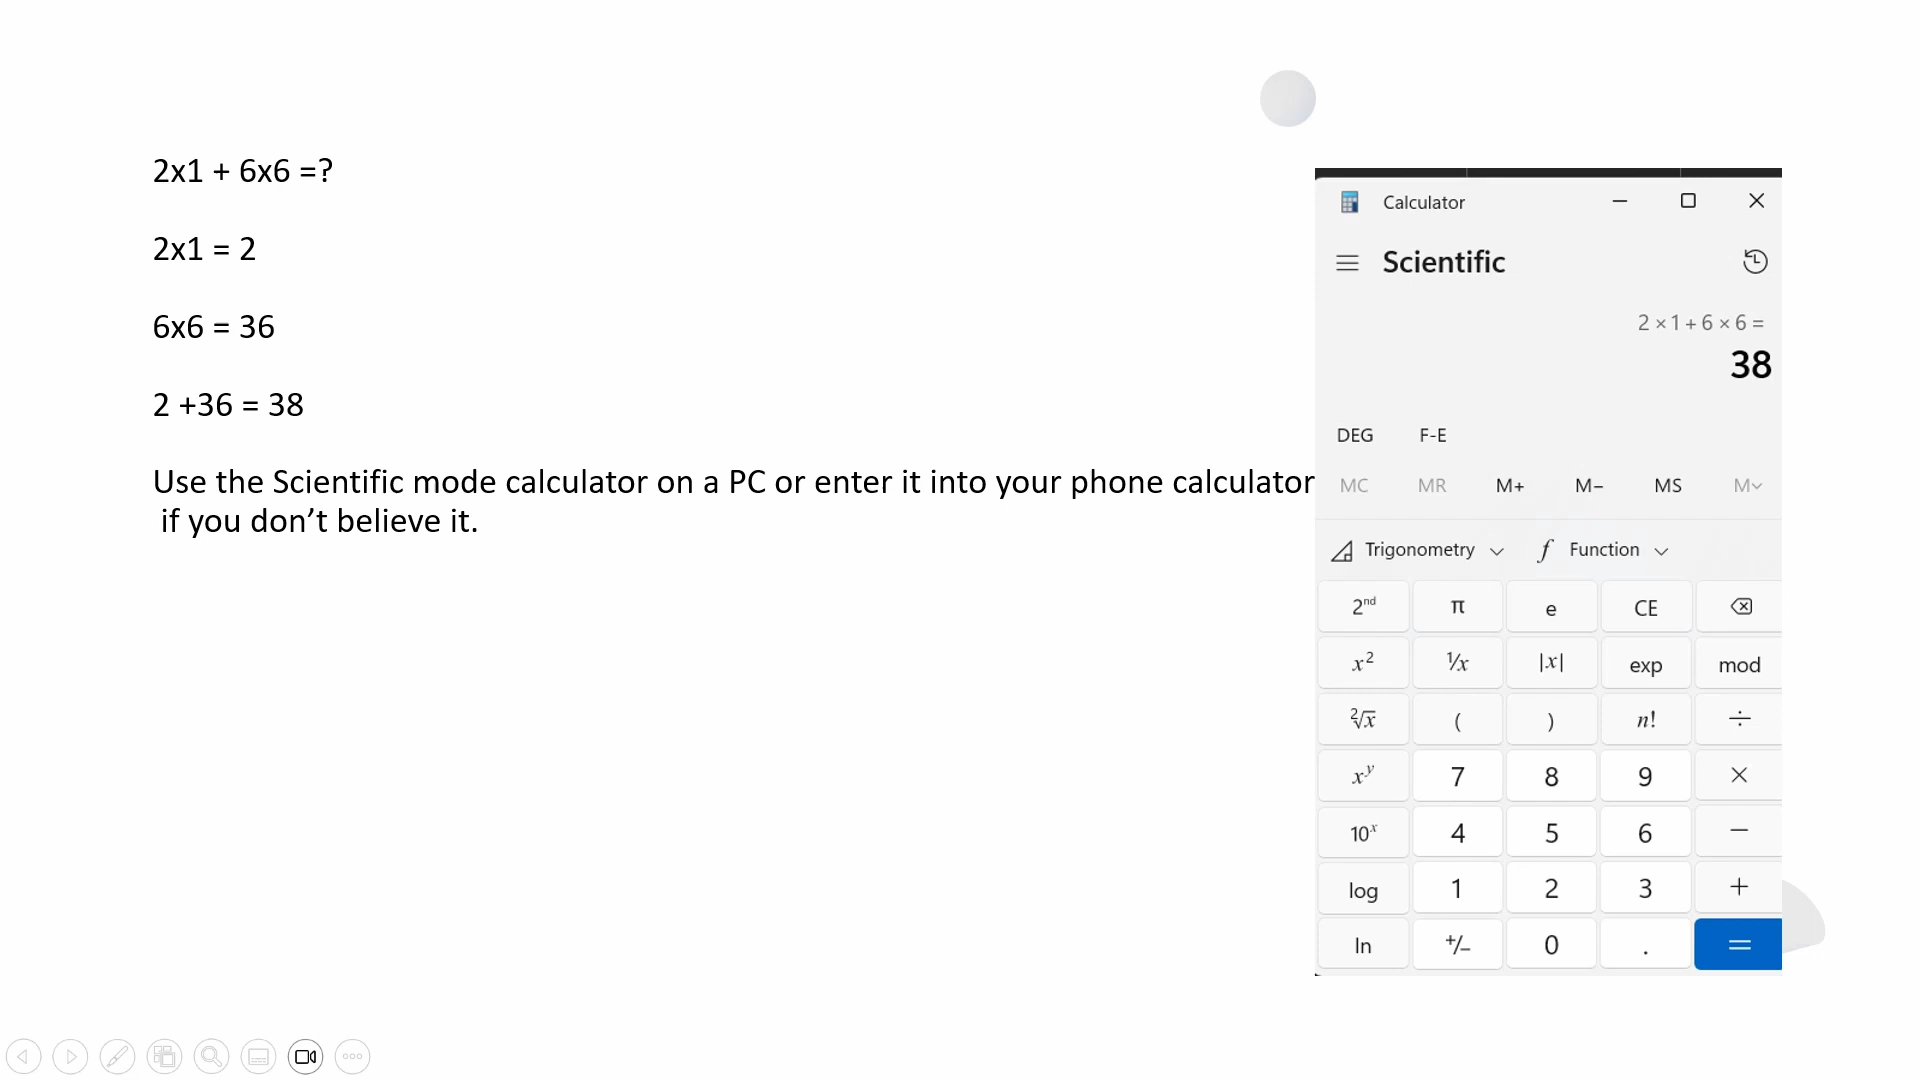 2x1 + 6x6 =?
2x1 = 2
6x6 = 36
2 +36 = 38
Use the Scientific mode calculator on a PC or enter it into your phone calculator
if you don’t believe it.
Calculator
Scientific
2 × 1 + 6 × 6 =
38
DEG F-E
MC MR M+ M− MS M
Trigonometry f Function
2nd π e CE
x² ¹⁄x |x| exp mod
²√x ( ) n! ÷
xʸ 7 8 9 ×
10ˣ 4 5 6 −
log 1 2 3 +
ln +/− 0 . =